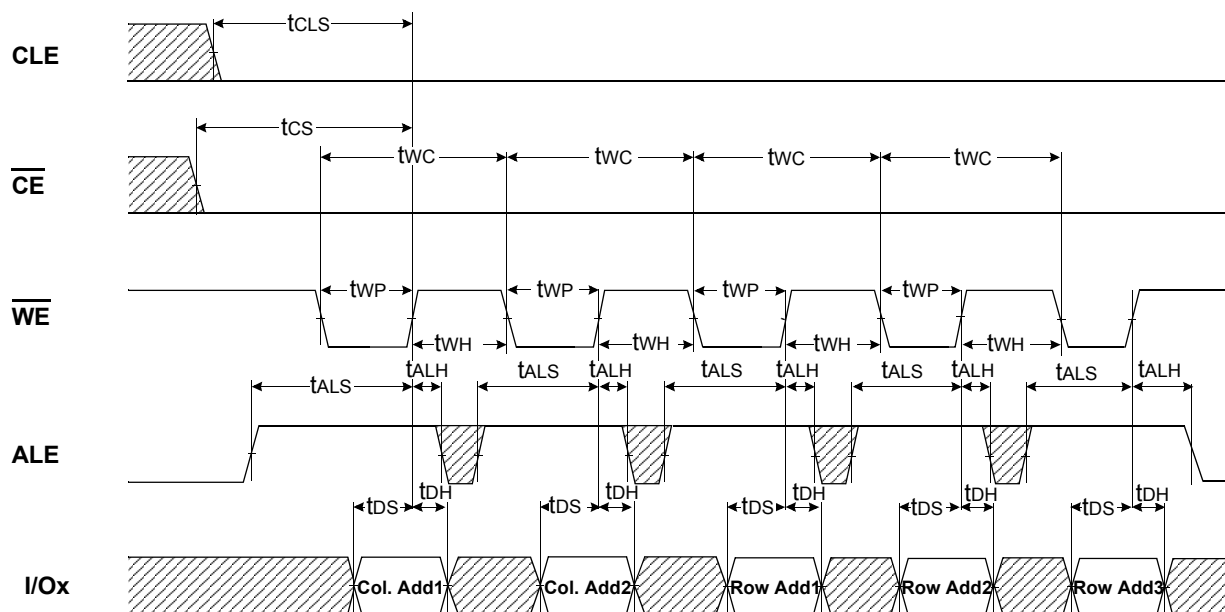 tCLS
CLE
tCS
tWC tWC tWC tWC
CE
tWP tWP tWP tWP
WE
tWH tWH tWH tWH
tALS tALH tALS tALH tALS tALH tALS tALH tALS tALH
ALE
tDS tDH tDS tDH tDS tDH tDS tDH tDS tDH
I/Ox Col. Add1 Col. Add2 Row Add1 Row Add2 Row Add3